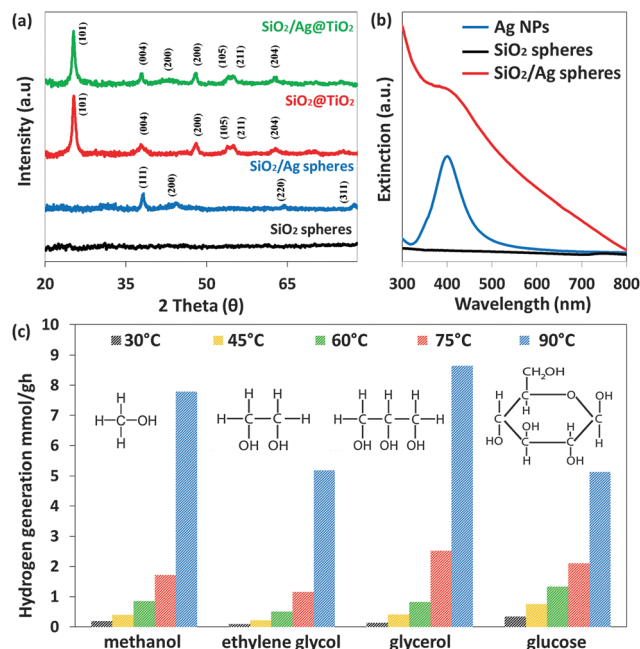 (a)
(101)
(004)
(200)
(200)
(105)
(211)
(204)
SiO2/Ag@TiO2
(101)
(004)
(200)
(105)
(211)
(204)
SiO2@TiO2
(111)
(200)
(220)
(311)
SiO2/Ag spheres
SiO2 spheres
Intensity (a.u)
20 35 50 65
2 Theta (θ)
(b)
Ag NPs
SiO2 spheres
SiO2/Ag spheres
Extinction (a.u.)
300 400 500 600 700 800
Wavelength (nm)
(c)
30°C 45°C 60°C 75°C 90°C
Hydrogen generation mmol/gh
10
9
8
7
6
5
4
3
2
1
0
H
H C OH
H
H H
H C C H
OH OH
H H H
H C C C H
OH OH OH
CH2OH
H C O OH
H
C C
OH H
HO H
C C
H OH
methanol ethylene glycol glycerol glucose